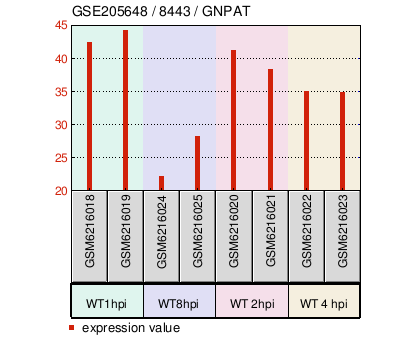 GSE205648 / 8443 / GNPAT
45
40
35
30
25
20
GSM6216018
GSM6216019
GSM6216024
GSM6216025
GSM6216020
GSM6216021
GSM6216022
GSM6216023
WT1hpi
WT8hpi
WT 2hpi
WT 4 hpi
expression value